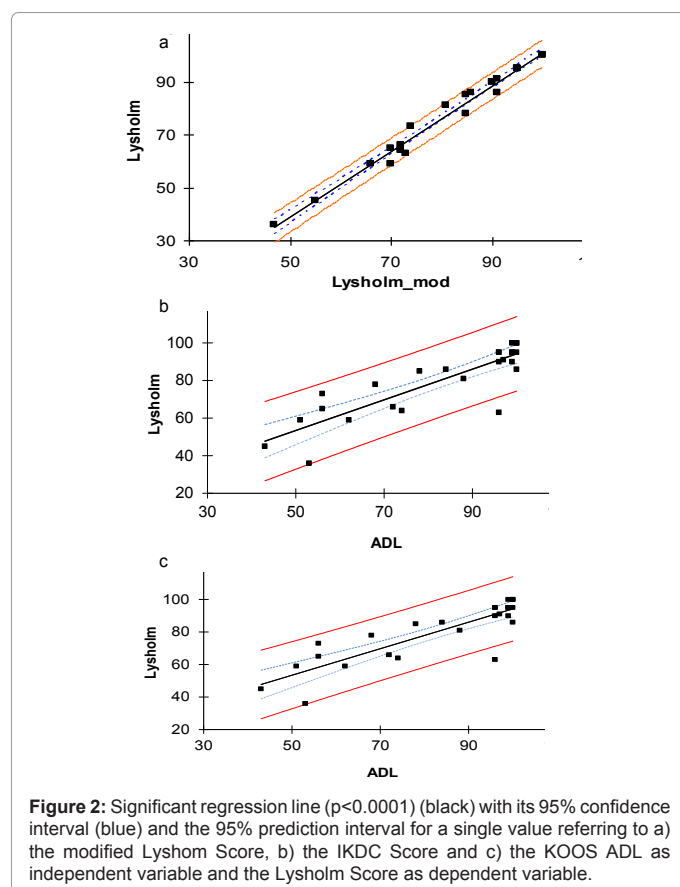 a
90
70
50
30
Lysholm
30 50 70 90
Lysholm_mod
b
100
80
60
40
20
Lysholm
30 50 70 90
ADL
c
100
80
60
40
20
Lysholm
30 50 70 90
ADL
Figure 2: Significant regression line (p<0.0001) (black) with its 95% confidence
interval (blue) and the 95% prediction interval for a single value referring to a)
the modified Lyshom Score, b) the IKDC Score and c) the KOOS ADL as
independent variable and the Lysholm Score as dependent variable.